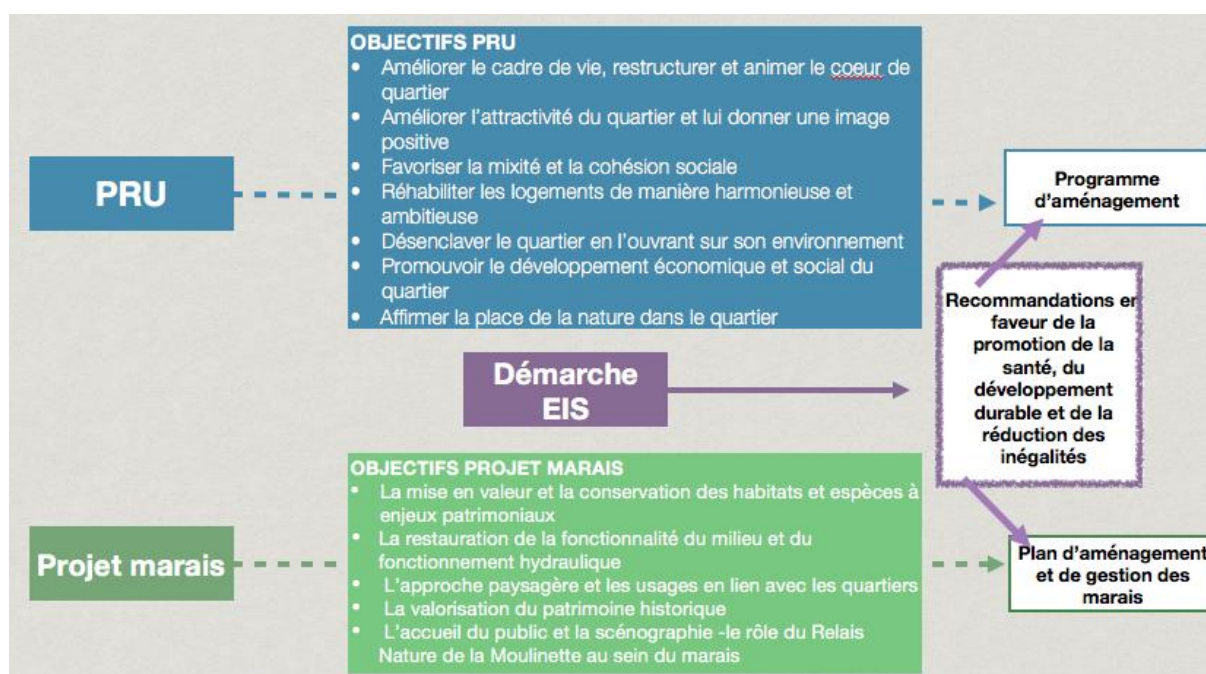 OBJECTIFS PRU
• Améliorer le cadre de vie, restructurer et animer le coeur de
quartier
• Améliorer l'attractivité du quartier et lui donner une image
positive
• Favoriser la mixité et la cohésion sociale
• Réhabiliter les logements de manière harmonieuse et
ambitieuse
• Désenclaver le quartier en l'ouvrant sur son environnement
• Promouvoir le développement économique et social du
quartier
• Affirmer la place de la nature dans le quartier
PRU
Programme
d'aménagement
Démarche
EIS
Recommandations en
faveur de la
promotion de la
santé, du
développement
durable et de la
réduction des
inégalités
OBJECTIFS PROJET MARAIS
• La mise en valeur et la conservation des habitats et espèces à
enjeux patrimoniaux
• La restauration de la fonctionnalité du milieu et du
fonctionnement hydraulique
• L'approche paysagère et les usages en lien avec les quartiers
• La valorisation du patrimoine historique
• L'accueil du public et la scénographie -le rôle du Relais
Nature de la Moulinette au sein du marais
Projet marais
Plan d'aménagement
et de gestion des
marais